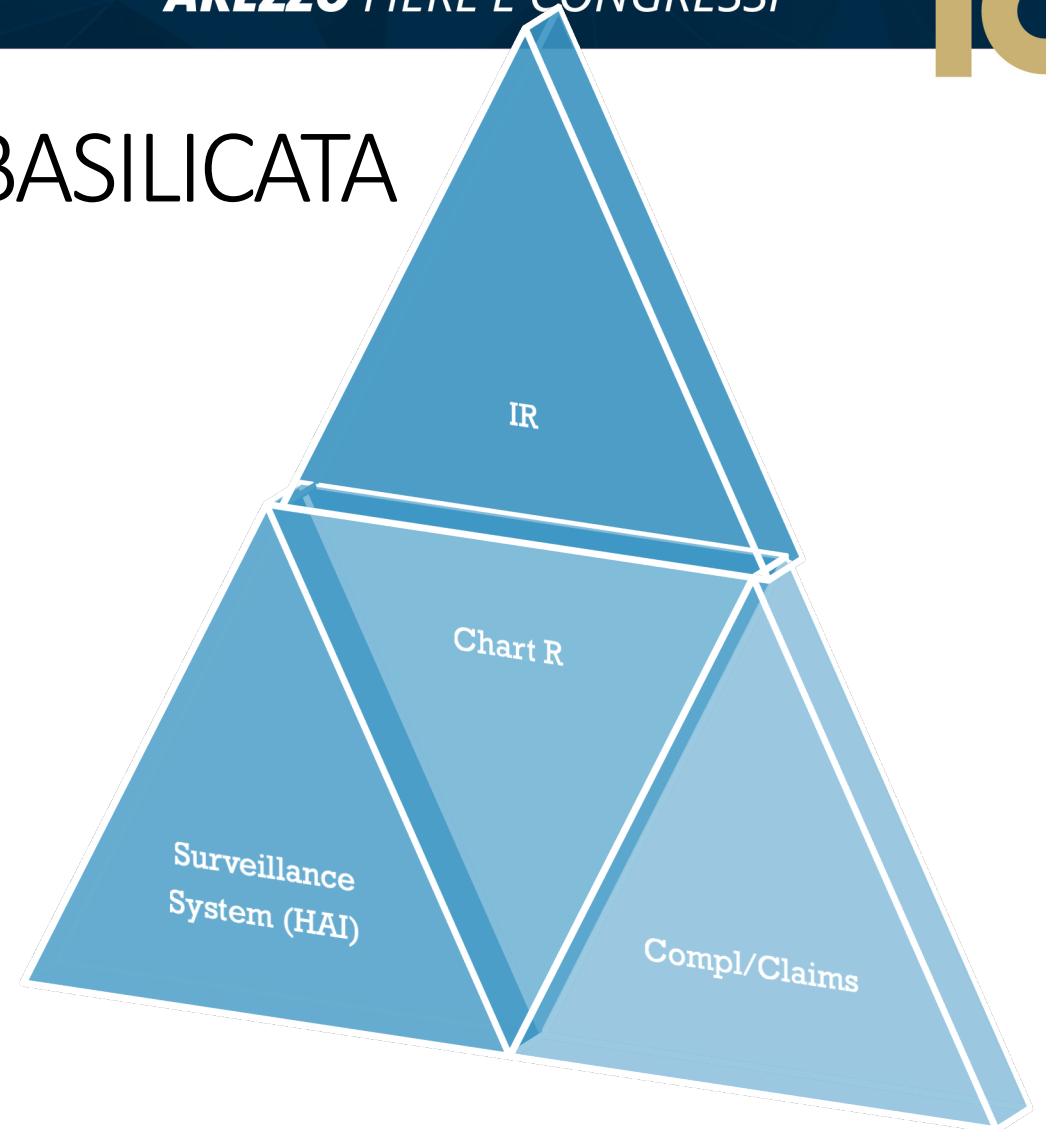 AREZZO FIERE E CONGRESSI
BASILICATA
IR
Chart R
Surveillance
System (HAI)
Compl/Claims